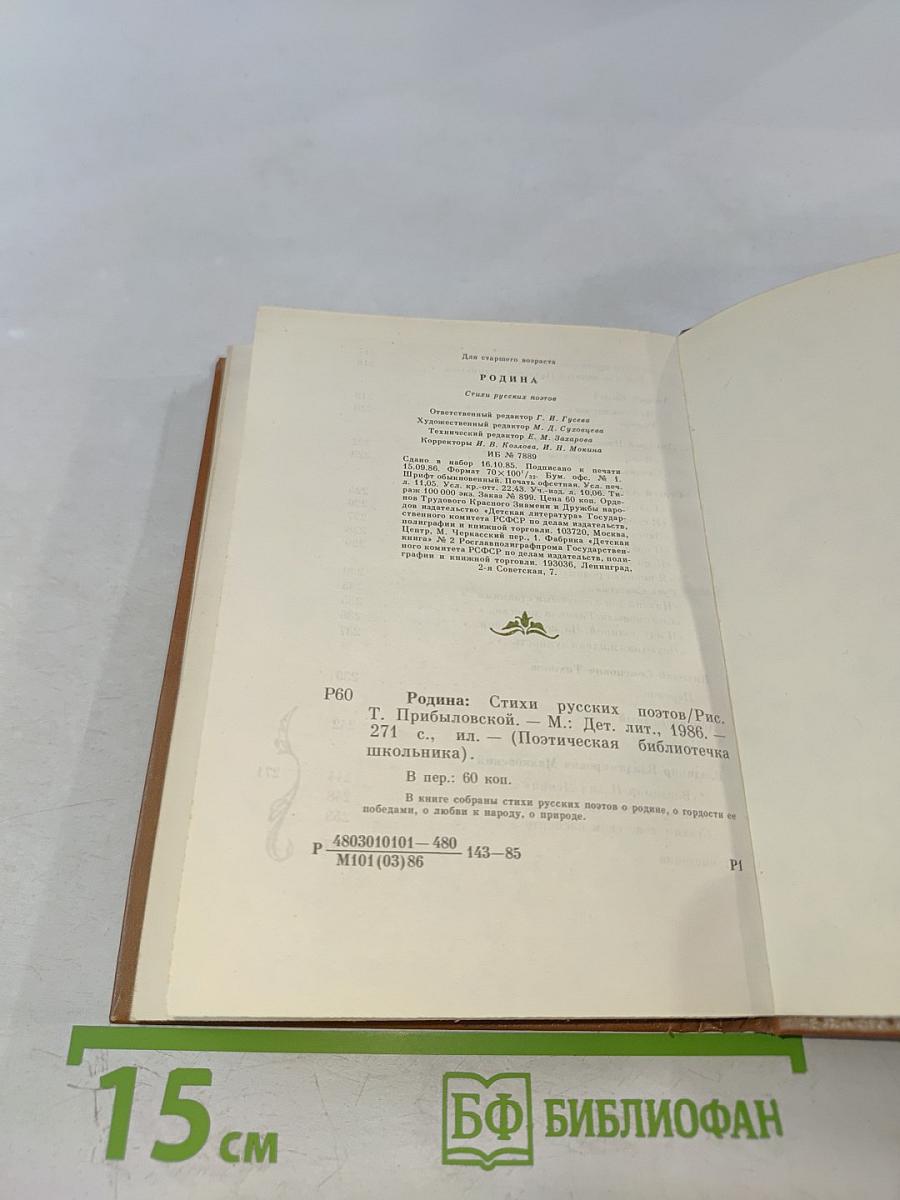 Для старшего возраста
РОДИНА
Стихи русских поэтов
Ответственный редактор Г. И. Гусева
Художественный редактор М. Д. Суховцева
Технический редактор Е. М. Захарова
Корректоры И. В. Козлова, И. Н. Мокина
ИБ № 7889
Сдано в набор 16.10.85. Подписано к печати
15.09.86. Формат 70×100¹/₃₂. Бум. офс. № 1.
Шрифт обыкновенный. Печать офсетная. Усл. печ.
л. 11,05. Усл. кр.-отт. 22,43. Уч.-изд. л. 10,06. Ти-
раж 100 000 экз. Заказ № 899. Цена 60 коп. Орде-
нов Трудового Красного Знамени и Дружбы наро-
дов издательство «Детская литература» Государ-
ственного комитета РСФСР по делам издательств,
полиграфии и книжной торговли. 103720, Москва,
Центр, М. Черкасский пер., 1. Фабрика «Детская
книга» № 2 Росглавполиграфпрома Государствен-
ного комитета РСФСР по делам издательств, поли-
графии и книжной торговли. 193036, Ленинград,
2-я Советская, 7.
Р60 Родина: Стихи русских поэтов/Рис.
Т. Прибыловской. — М.: Дет. лит., 1986. —
271 с., ил. — (Поэтическая библиотечка
школьника).
В пер.: 60 коп.
В книге собраны стихи русских поэтов о родине, о гордости ее
победами, о любви к народу, о природе.
Р 4803010101—480 143—85
М101(03)86
Р1
15 см
БФ БИБЛИОФАН